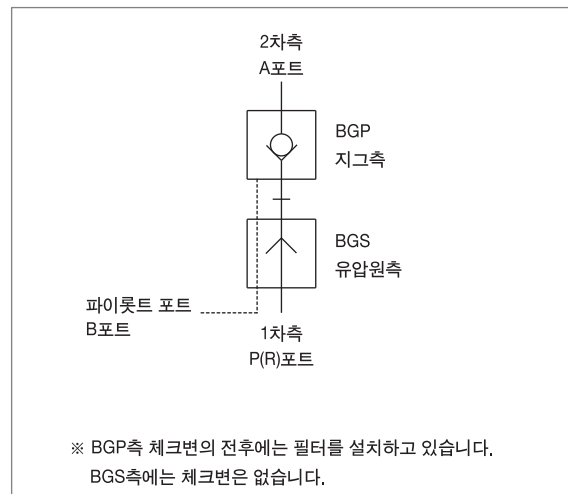 2차측
A포트
BGP
지그측
BGS
유압원측
파이롯트 포트
B포트
1차측
P(R)포트
※ BGP측 체크변의 전후에는 필터를 설치하고 있습니다.
BGS측에는 체크변은 없습니다.